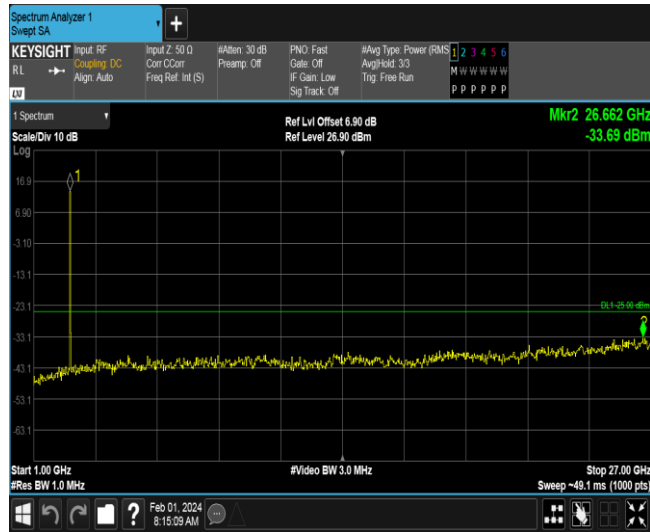 Spectrum Analyzer 1
Swept SA
+
KEYSIGHT Input: RF Input Z: 50 Ω #Atten: 30 dB PNO: Fast #Avg Type: Power (RMS 1 2 3 4 5 6
RL Coupling: DC Corr CCorr Preamp: Off Gate: Off Avg|Hold: 3/3 M W W W W W
Align: Auto Freq Ref: Int (S) IF Gain: Low Trig: Free Run
LXI Sig Track: Off P P P P P P
1 Spectrum Ref Lvl Offset 6.90 dB Mkr2 26.662 GHz
Scale/Div 10 dB Ref Level 26.90 dBm -33.69 dBm
Log
1
16.9
6.90
-3.10
-13.1
-23.1 DL1 -25.00 dBm
2
-33.1
-43.1
-53.1
-63.1
Start 1.00 GHz #Video BW 3.0 MHz Stop 27.00 GHz
#Res BW 1.0 MHz Sweep ~49.1 ms (1000 pts)
? Feb 01, 2024
8:15:09 AM